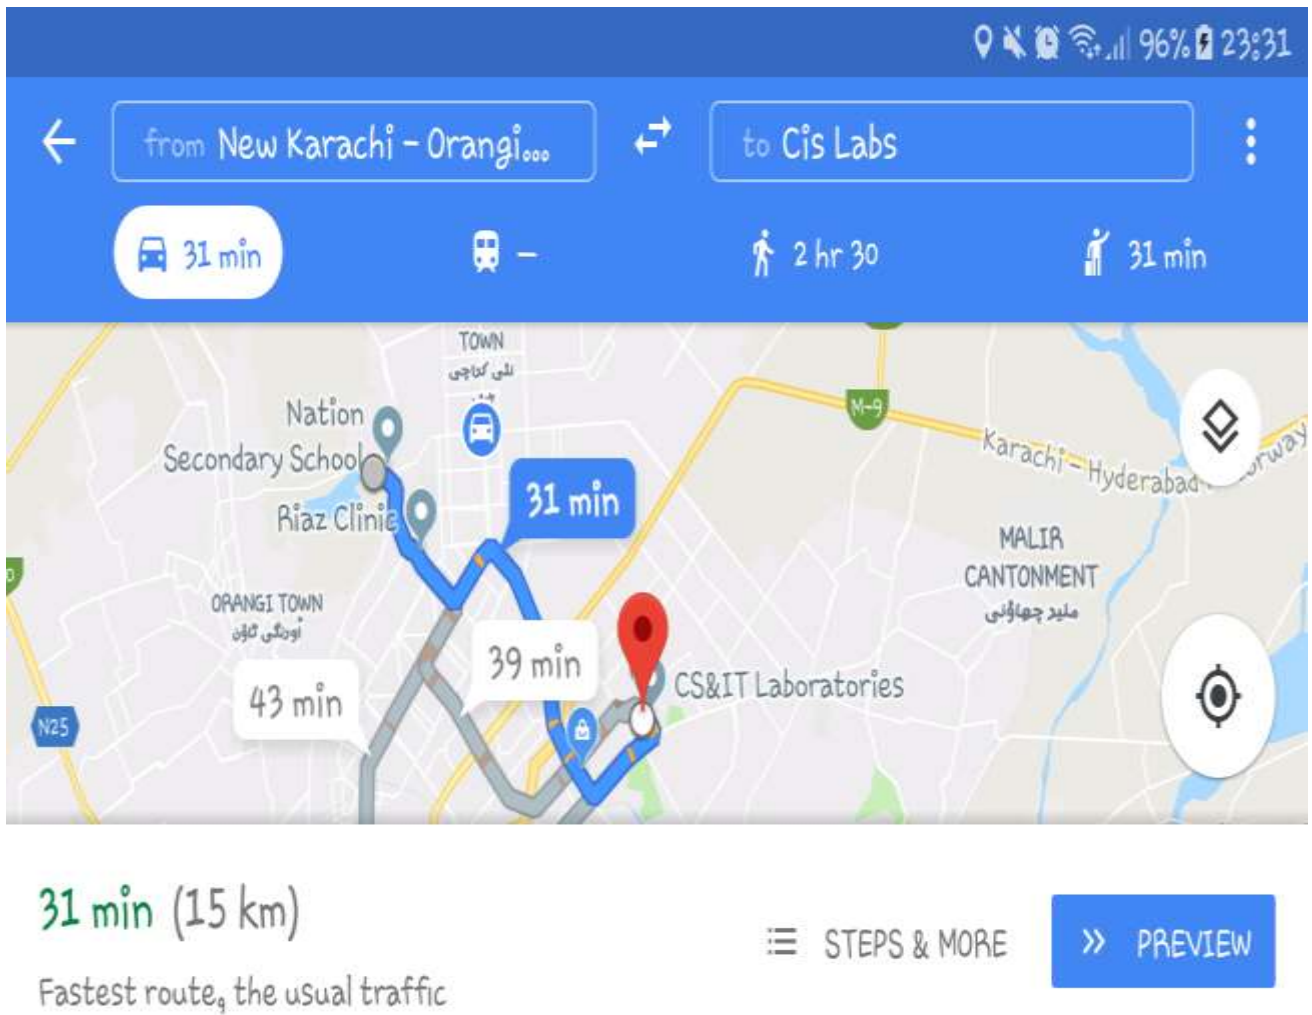 96% 23:31
from New Karachi - Orangi...
to Cis Labs
31 min
–
2 hr 30
31 min
TOWN
Nation
Secondary School
Riaz Clinic
31 min
M-9
Karachi - Hyderabad
MALIR
CANTONMENT
ملیر چھاؤنی
ORANGI TOWN
اورنگی ٹاؤن
39 min
43 min
CS&IT Laboratories
N25
31 min (15 km)
STEPS & MORE
PREVIEW
Fastest route, the usual traffic